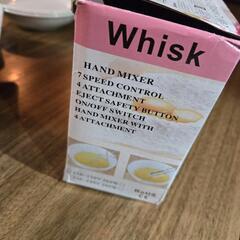 Whisk
HAND MIXER
7 SPEED CONTROL
4 ATTACHMENT
EJECT SAFETY BUTTON
ON/OFF SWITCH
HAND MIXER WITH
4 ATTACHMENT